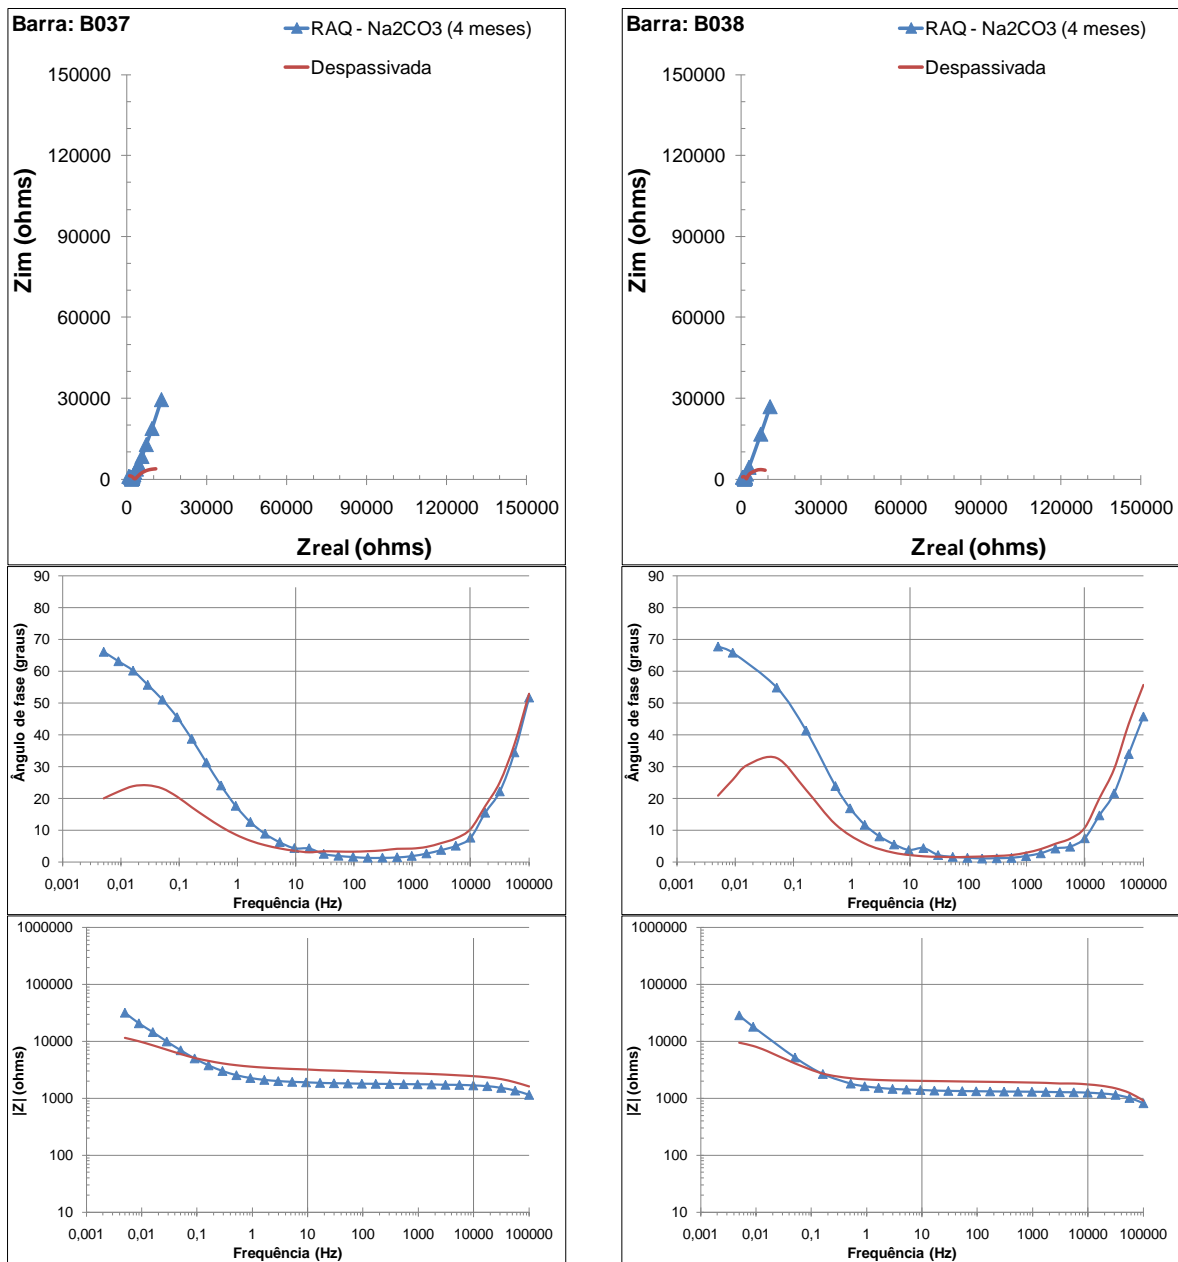 Barra: B037
RAQ - Na2CO3 (4 meses)
Despassivada
150000
120000
90000
60000
30000
0
Zim (ohms)
0 30000 60000 90000 120000 150000
Zreal (ohms)
90
80
70
60
50
40
30
20
10
0
Ângulo de fase (graus)
0,001 0,01 0,1 1 10 100 1000 10000 100000
Frequência (Hz)
1000000
100000
10000
1000
100
10
|Z| (ohms)
0,001 0,01 0,1 1 10 100 1000 10000 100000
Frequência (Hz)
Barra: B038
RAQ - Na2CO3 (4 meses)
Despassivada
150000
120000
90000
60000
30000
0
Zim (ohms)
0 30000 60000 90000 120000 150000
Zreal (ohms)
90
80
70
60
50
40
30
20
10
0
Ângulo de fase (graus)
0,001 0,01 0,1 1 10 100 1000 10000 100000
Frequência (Hz)
1000000
100000
10000
1000
100
10
|Z| (ohms)
0,001 0,01 0,1 1 10 100 1000 10000 100000
Frequência (Hz)